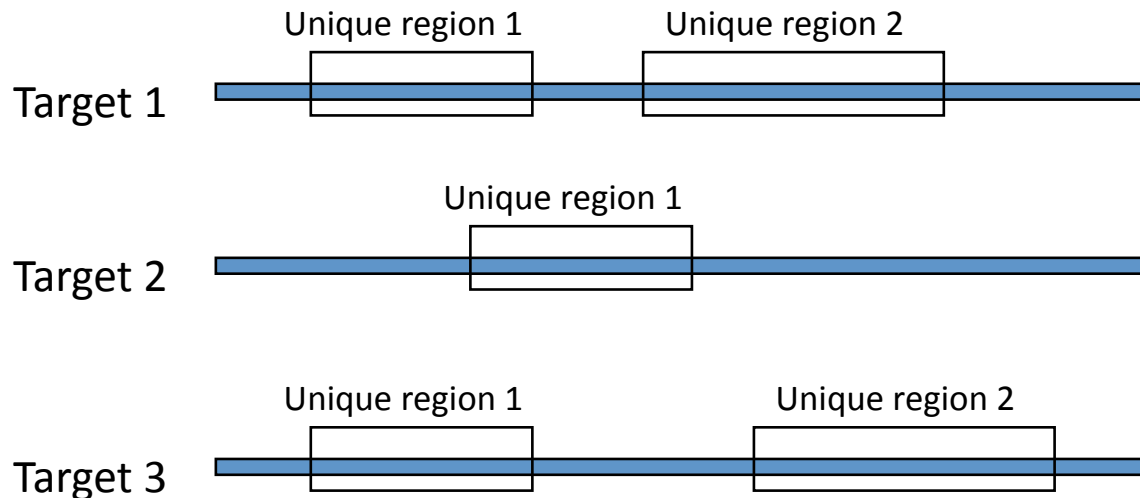 Unique region 1 Unique region 2
Target 1
Unique region 1
Target 2
Unique region 1 Unique region 2
Target 3